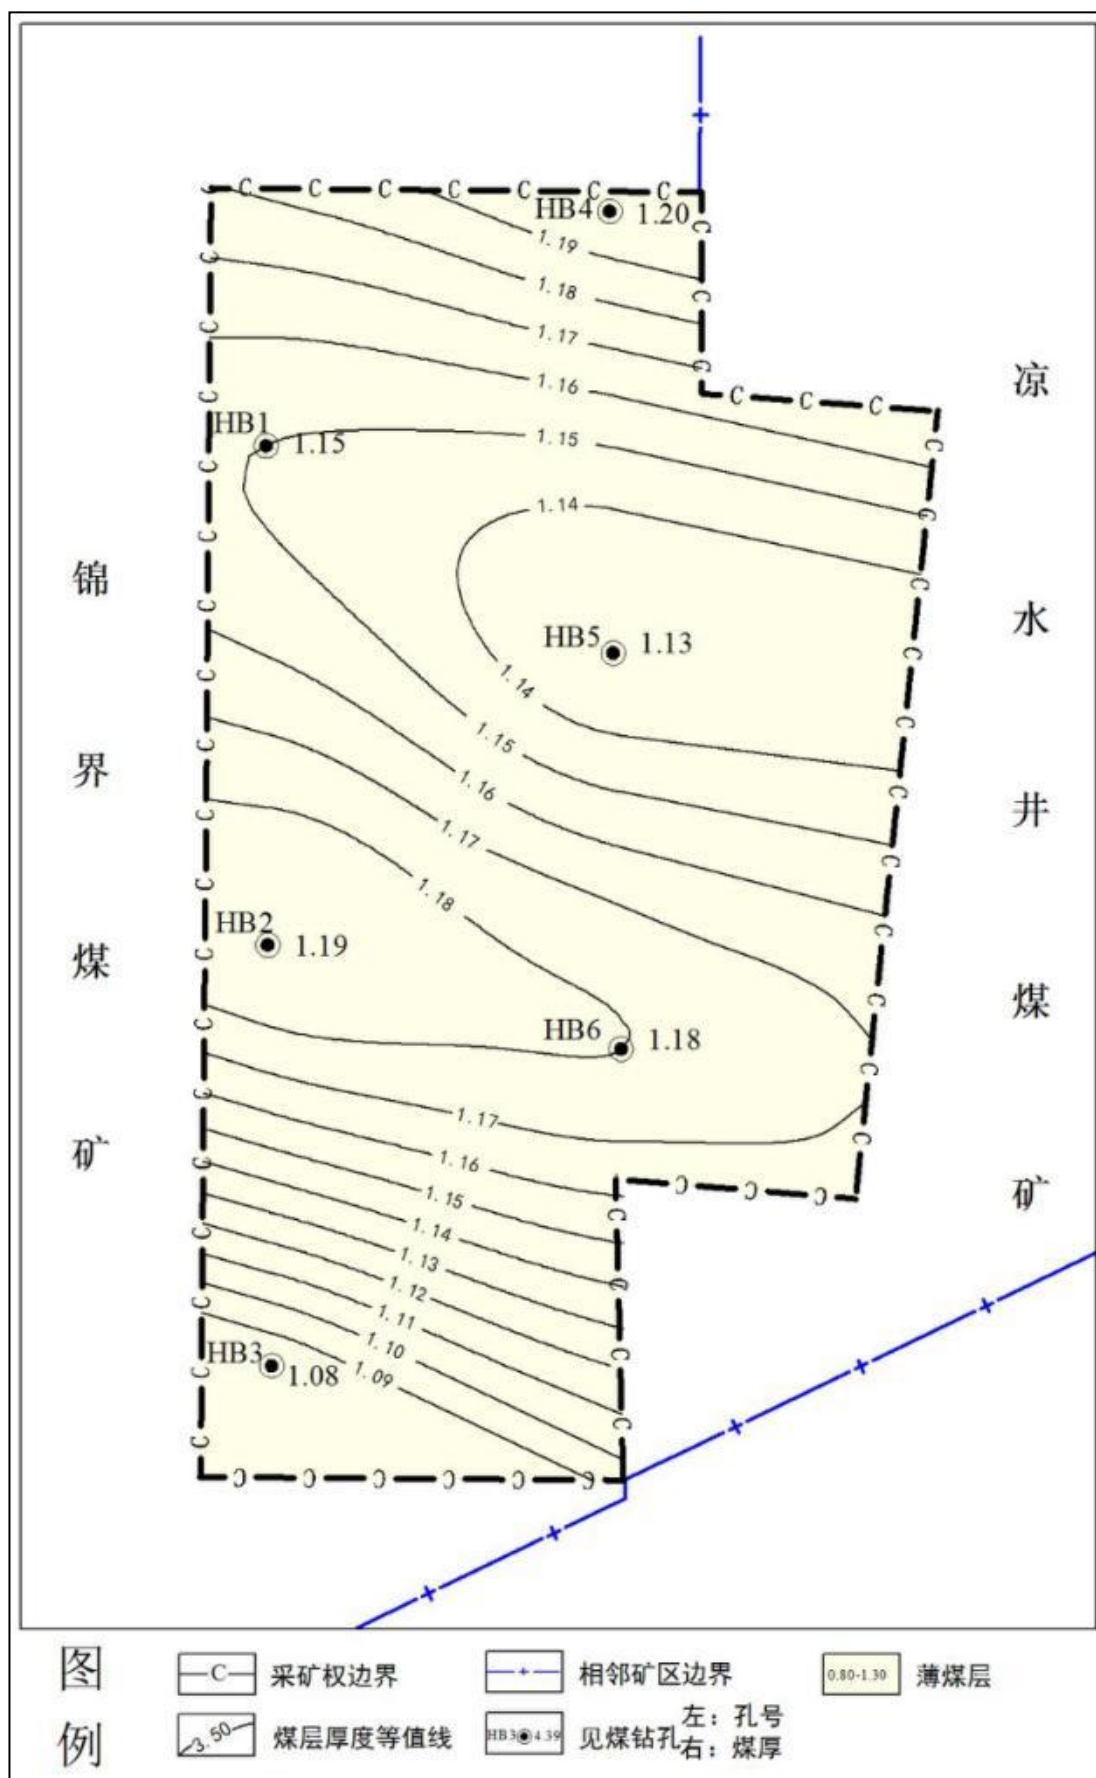 HB4 1.20
1.19
1.18
1.17
1.16
HB1 1.15
1.15
1.14
HB5 1.13
1.14
1.15
1.16
1.17
1.18
HB2 1.19
HB6 1.18
1.17
1.16
1.15
1.14
1.13
1.12
1.11
1.10
1.09
HB3 1.08
锦界煤矿
凉水井煤矿
图例
C 采矿权边界
相邻矿区边界
0.80-1.30 薄煤层
3.50 煤层厚度等值线
HB3 4.39 见煤钻孔 左：孔号
右：煤厚